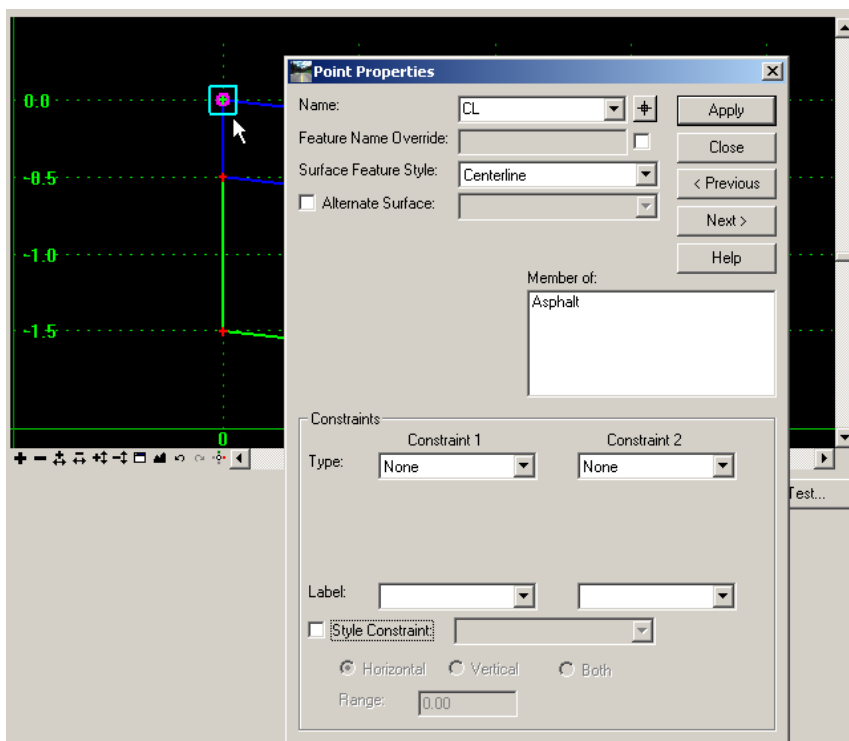 Point Properties
0:0
-0.5
-1.0
-1.5
0
Name:
CL
Apply
Feature Name Override:
Close
Surface Feature Style:
Centerline
< Previous
Alternate Surface:
Next >
Help
Member of:
Asphalt
Constraints
Constraint 1
Constraint 2
Type:
None
None
Test...
Label:
Style Constraint:
Horizontal
Vertical
Both
Range:
0.00